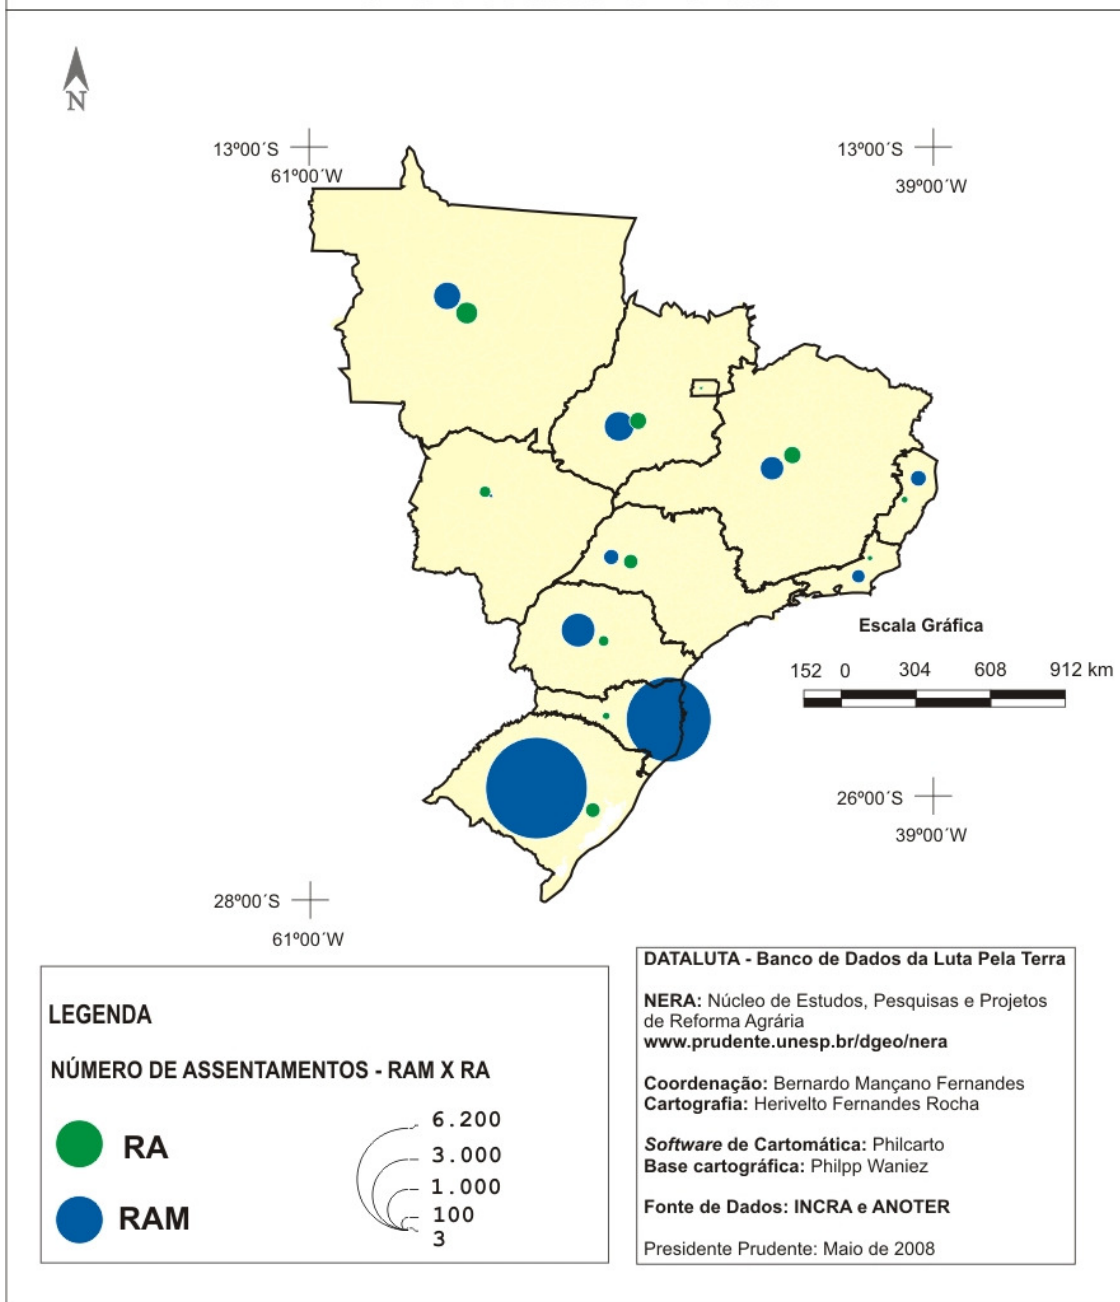 N
13º00´S
61º00´W
13º00´S
39º00´W
Escala Gráfica
152 0 304 608 912 km
26º00´S
39º00´W
28º00´S
61º00´W
LEGENDA
NÚMERO DE ASSENTAMENTOS - RAM X RA
RA
RAM
6.200
3.000
1.000
100
3
DATALUTA - Banco de Dados da Luta Pela Terra
NERA: Núcleo de Estudos, Pesquisas e Projetos
de Reforma Agrária
www.prudente.unesp.br/dgeo/nera
Coordenação: Bernardo Mançano Fernandes
Cartografia: Herivelto Fernandes Rocha
Software de Cartomática: Philcarto
Base cartográfica: Philpp Waniez
Fonte de Dados: INCRA e ANOTER
Presidente Prudente: Maio de 2008